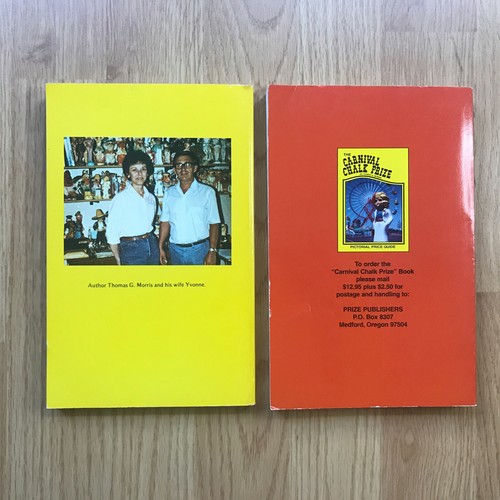 Author Thomas G. Morris and his wife Yvonne.
THE
CARNIVAL
CHALK PRIZE
PICTORIAL PRICE GUIDE
To order the
"Carnival Chalk Prize" Book
please mail
$12.95 plus $2.50 for
postage and handling to:
PRIZE PUBLISHERS
P.O. Box 8307
Medford, Oregon 97504